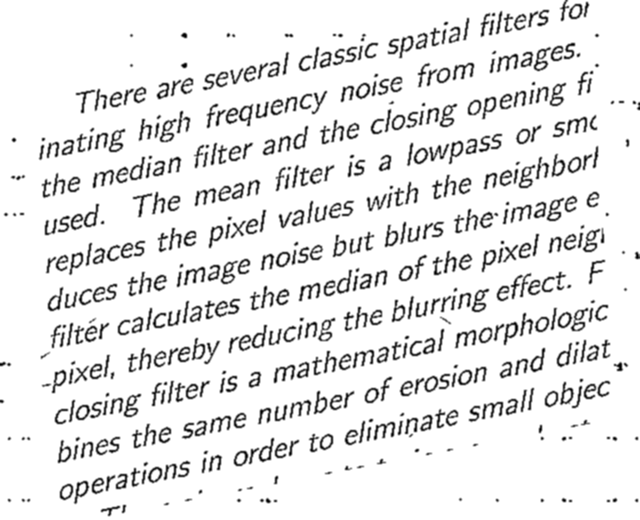 There are several classic spatial filters for
inating high frequency noise from images.
the median filter and the closing opening fi
used. The mean filter is a lowpass or smo
replaces the pixel values with the neighborh
duces the image noise but blurs the image e
filter calculates the median of the pixel neigh
pixel, thereby reducing the blurring effect. F
closing filter is a mathematical morphologic
bines the same number of erosion and dilat
operations in order to eliminate small objec